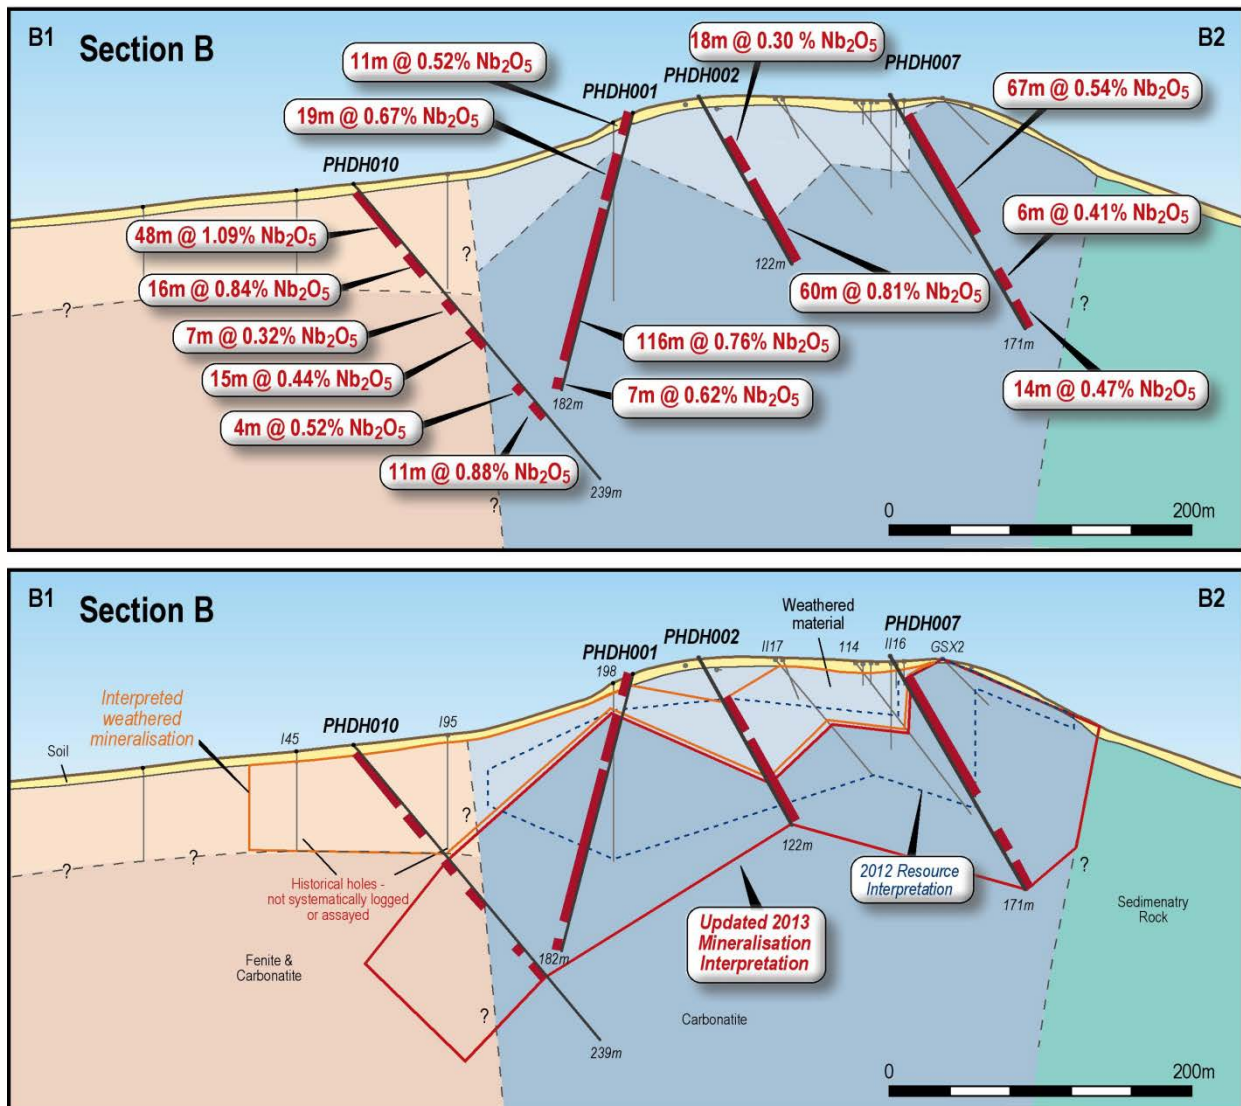 B1
Section B
B2
11m @ 0.52% Nb₂O₅
18m @ 0.30 % Nb₂O₅
PHDH001
PHDH002
PHDH007
19m @ 0.67% Nb₂O₅
67m @ 0.54% Nb₂O₅
PHDH010
48m @ 1.09% Nb₂O₅
6m @ 0.41% Nb₂O₅
?
?
16m @ 0.84% Nb₂O₅
122m
60m @ 0.81% Nb₂O₅
?
7m @ 0.32% Nb₂O₅
116m @ 0.76% Nb₂O₅
171m
15m @ 0.44% Nb₂O₅
7m @ 0.62% Nb₂O₅
14m @ 0.47% Nb₂O₅
182m
4m @ 0.52% Nb₂O₅
11m @ 0.88% Nb₂O₅
239m
?
0
200m
B1
Section B
B2
Weathered
material
PHDH001
PHDH002
PHDH007
198
II17
114
II16
GSX2
Interpreted
weathered
mineralisation
PHDH010
I95
I45
Soil
?
?
?
?
122m
2012 Resource
Interpretation
171m
Historical holes -
not systematically logged
or assayed
Updated 2013
Mineralisation
Interpretation
Sedimenatry
Rock
Fenite &
Carbonatite
182m
?
Carbonatite
239m
0
200m